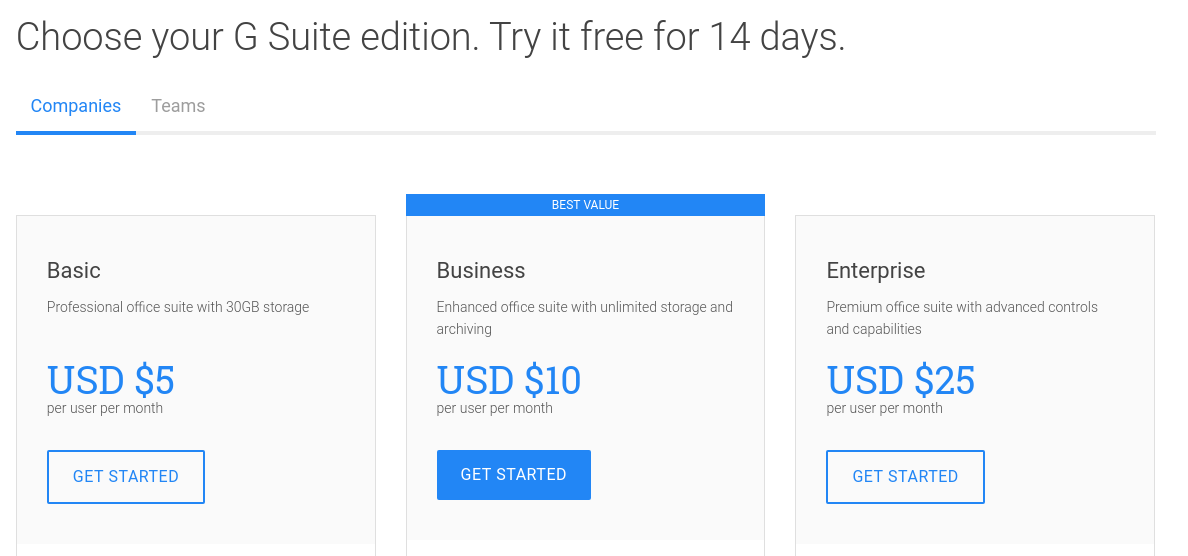 Choose your G Suite edition. Try it free for 14 days.
Companies
Teams
Basic
Professional office suite with 30GB storage
USD $5
per user per month
GET STARTED
BEST VALUE
Business
Enhanced office suite with unlimited storage and
archiving
USD $10
per user per month
GET STARTED
Enterprise
Premium office suite with advanced controls
and capabilities
USD $25
per user per month
GET STARTED